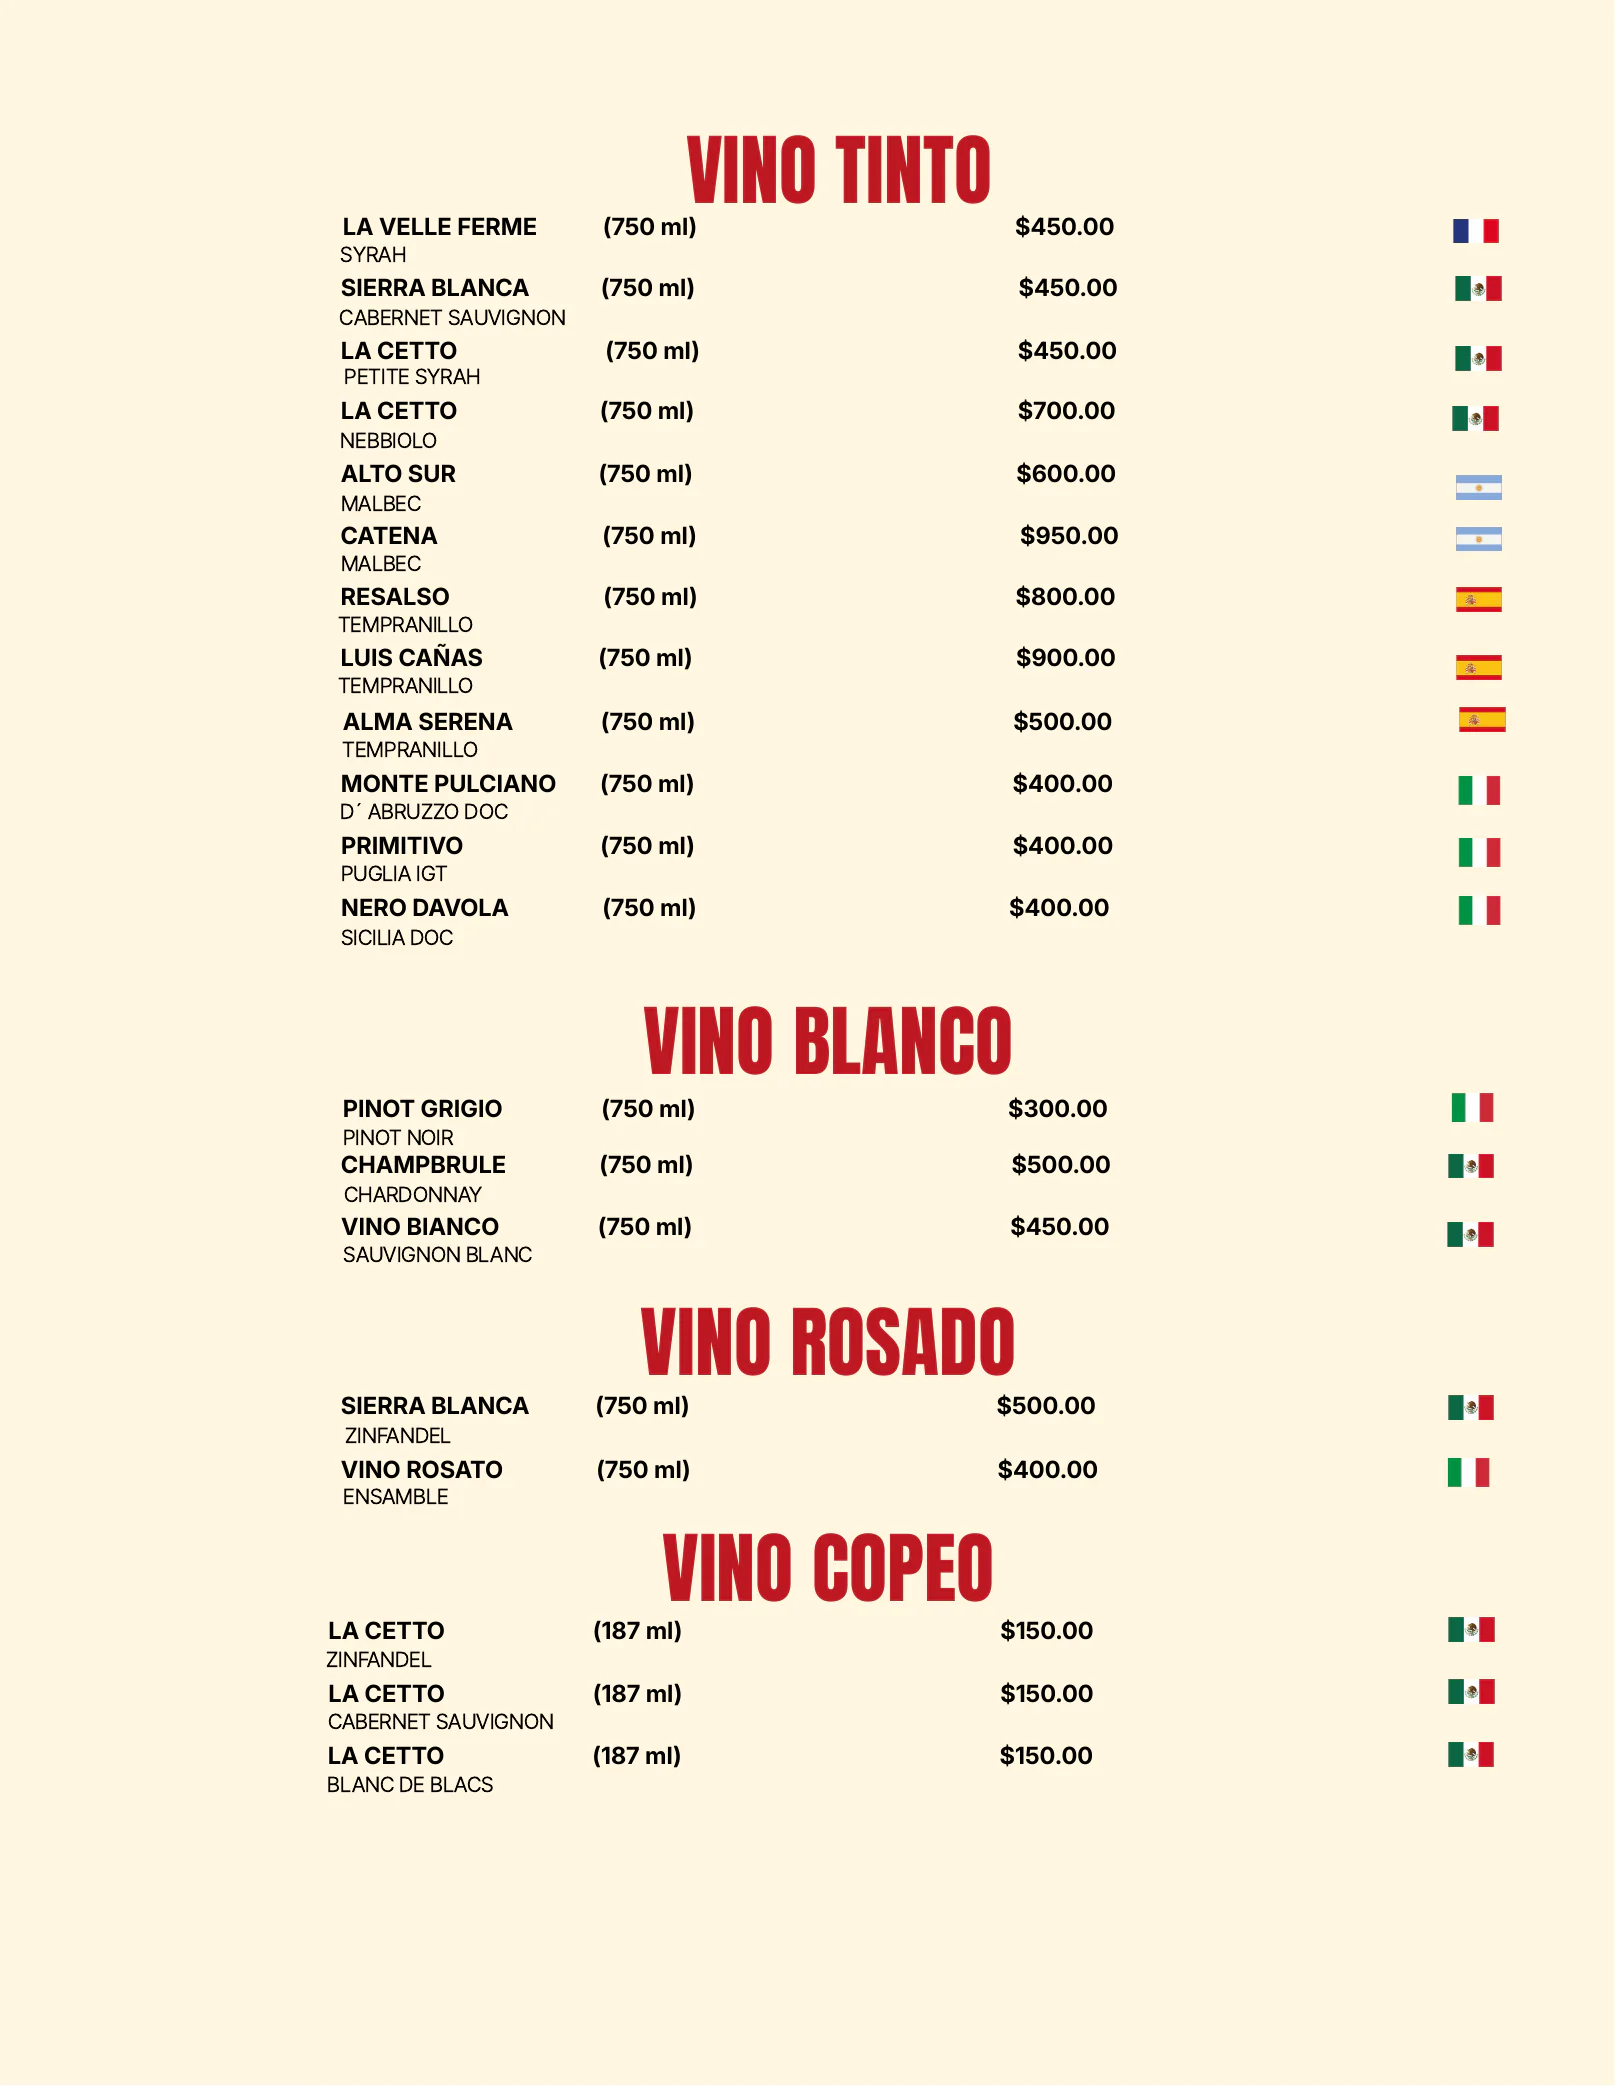 VINO TINTO
LA VELLE FERME (750 ml) $450.00
SYRAH
SIERRA BLANCA (750 ml) $450.00
CABERNET SAUVIGNON
LA CETTO (750 ml) $450.00
PETITE SYRAH
LA CETTO (750 ml) $700.00
NEBBIOLO
ALTO SUR (750 ml) $600.00
MALBEC
CATENA (750 ml) $950.00
MALBEC
RESALSO (750 ml) $800.00
TEMPRANILLO
LUIS CAÑAS (750 ml) $900.00
TEMPRANILLO
ALMA SERENA (750 ml) $500.00
TEMPRANILLO
MONTE PULCIANO (750 ml) $400.00
D´ ABRUZZO DOC
PRIMITIVO (750 ml) $400.00
PUGLIA IGT
NERO DAVOLA (750 ml) $400.00
SICILIA DOC
VINO BLANCO
PINOT GRIGIO (750 ml) $300.00
PINOT NOIR
CHAMPBRULE (750 ml) $500.00
CHARDONNAY
VINO BIANCO (750 ml) $450.00
SAUVIGNON BLANC
VINO ROSADO
SIERRA BLANCA (750 ml) $500.00
ZINFANDEL
VINO ROSATO (750 ml) $400.00
ENSAMBLE
VINO COPEO
LA CETTO (187 ml) $150.00
ZINFANDEL
LA CETTO (187 ml) $150.00
CABERNET SAUVIGNON
LA CETTO (187 ml) $150.00
BLANC DE BLACS